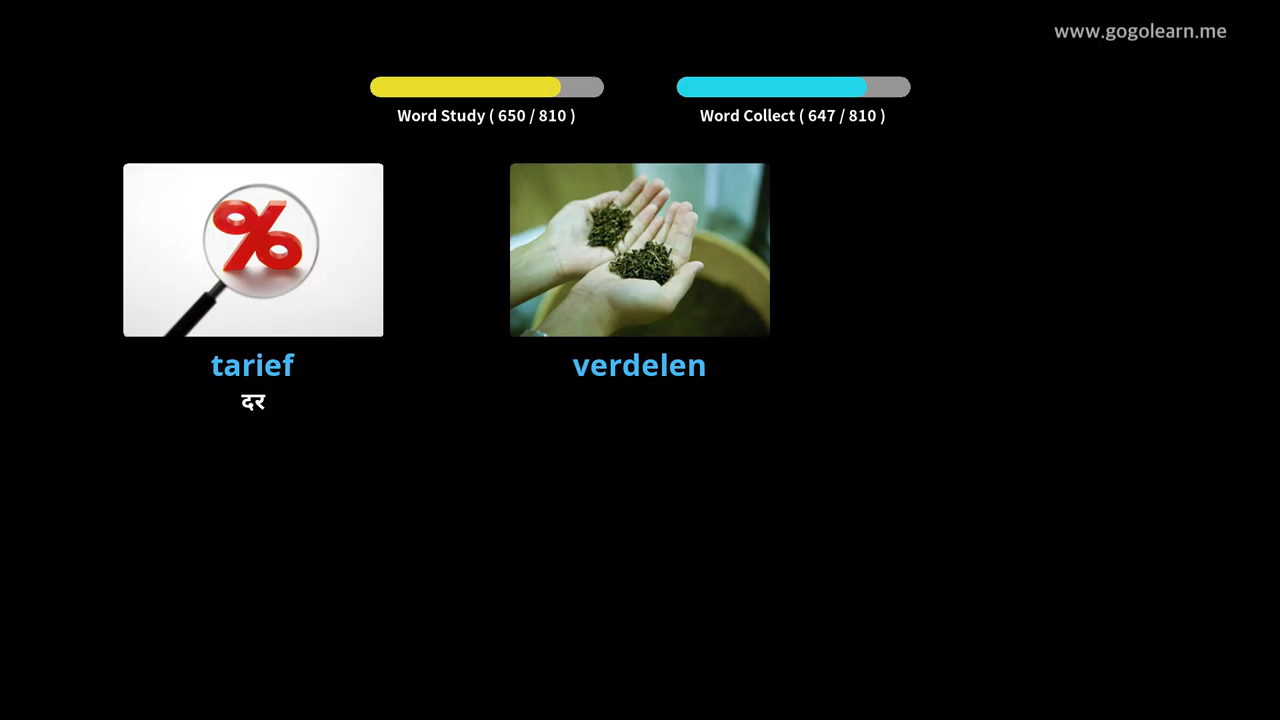 www.gogolearn.me
Word Study ( 650 / 810 )
Word Collect ( 647 / 810 )
%
tarief
verdelen
दर